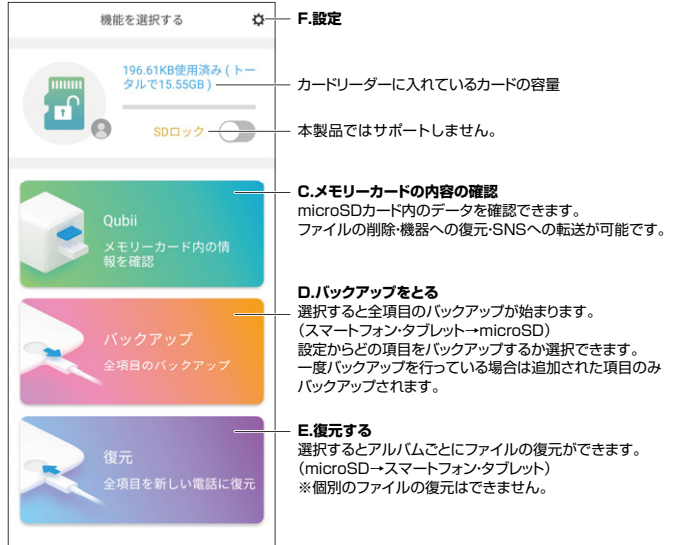 機能を選択する
F.設定
196.61KB使用済み ( トー
タルで15.55GB )
カードリーダーに入れているカードの容量
SDロック
本製品ではサポートしません。
Qubii
メモリーカード内の情
報を確認
C.メモリーカードの内容の確認
microSDカード内のデータを確認できます。
ファイルの削除・機器への復元・SNSへの転送が可能です。
バックアップ
全項目のバックアップ
D.バックアップをとる
選択すると全項目のバックアップが始まります。
（スマートフォン・タブレット→microSD）
設定からどの項目をバックアップするか選択できます。
一度バックアップを行っている場合は追加された項目のみ
バックアップされます。
復元
全項目を新しい電話に復元
E.復元する
選択するとアルバムごとにファイルの復元ができます。
（microSD→スマートフォン・タブレット）
※個別のファイルの復元はできません。